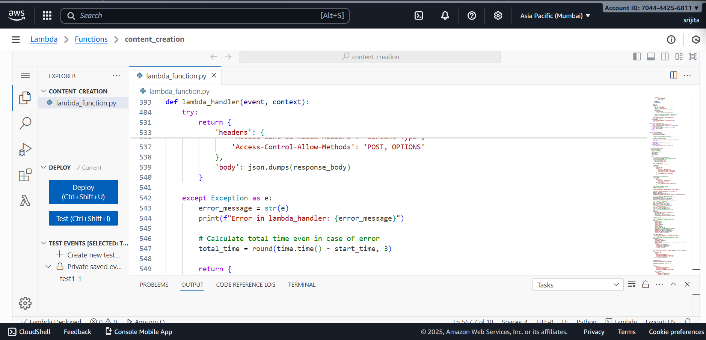 aws
Search
[Alt+S]
Asia Pacific (Mumbai) ▼
Account ID: 7044-4425-6811 ▼
srijita
Lambda > Functions > content_creation
content_creation
EXPLORER
CONTENT CREATION
lambda_function.py
lambda_function.py
lambda_function.py
393 def lambda_handler(event, context):
404 try:
531 return {
533 'headers': {
537 'Access-Control-Allow-Methods': 'POST, OPTIONS'
538 },
539 'body': json.dumps(response_body)
540 }
541
542 except Exception as e:
543 error_message = str(e)
544 print(f"Error in lambda_handler: {error_message}")
545
546 # Calculate total time even in case of error
547 total_time = round(time.time() - start_time, 3)
548
549 return {
DEPLOY ✓ Current
Deploy
(Ctrl+Shift+U)
Test (Ctrl+Shift+I)
TEST EVENTS [SELECTED: T...
+ Create new test...
Private saved ev...
test1
PROBLEMS
OUTPUT
CODE REFERENCE LOG
TERMINAL
Tasks
CloudShell
Feedback
Console Mobile App
© 2025, Amazon Web Services, Inc. or its affiliates.
Privacy
Terms
Cookie preferences